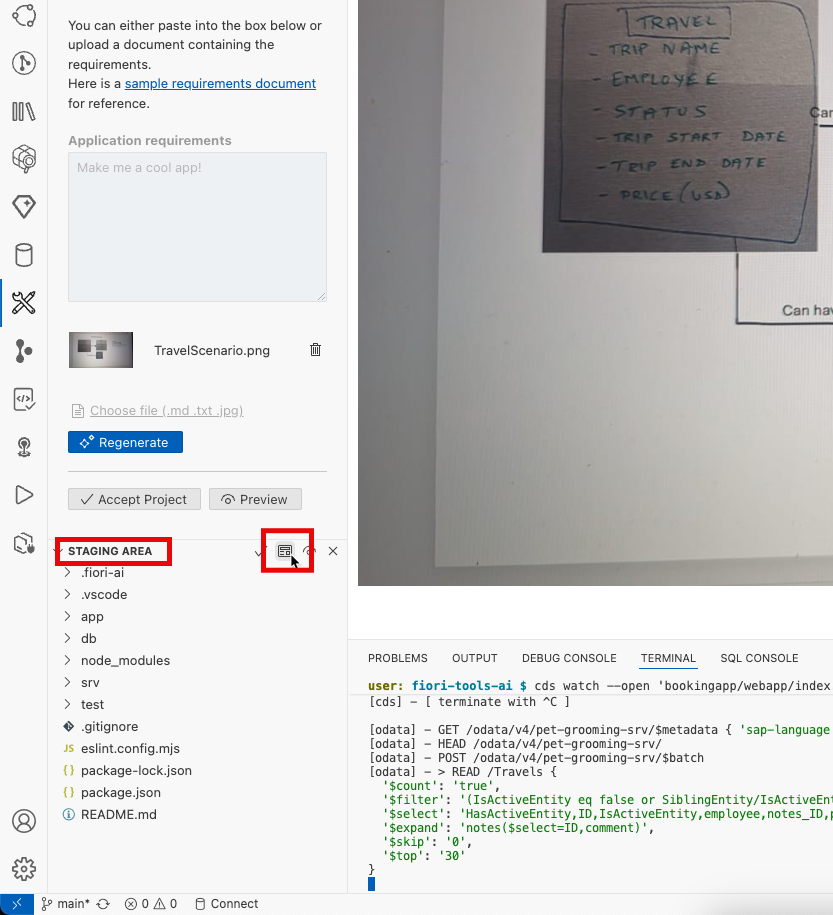 You can either paste into the box below or
upload a document containing the
requirements.
Here is a sample requirements document
for reference.
Application requirements
Make me a cool app!
TravelScenario.png
Choose file (.md .txt .jpg)
Regenerate
Accept Project
Preview
STAGING AREA
.fiori-ai
.vscode
app
db
node_modules
srv
test
.gitignore
JS eslint.config.mjs
{} package-lock.json
{} package.json
README.md
TRAVEL
- TRIP NAME
- EMPLOYEE
- STATUS
- TRIP START DATE
- TRIP END DATE
- PRICE (USD)
Can
Can hav
PROBLEMS OUTPUT DEBUG CONSOLE TERMINAL SQL CONSOLE
user: fiori-tools-ai $ cds watch --open 'bookingapp/webapp/index
[cds] - [ terminate with ^C ]
[odata] - GET /odata/v4/pet-grooming-srv/$metadata { 'sap-language
[odata] - HEAD /odata/v4/pet-grooming-srv/
[odata] - POST /odata/v4/pet-grooming-srv/$batch
[odata] - > READ /Travels {
'$count': 'true',
'$filter': '(IsActiveEntity eq false or SiblingEntity/IsActiveEnt
'$select': 'HasActiveEntity,ID,IsActiveEntity,employee,notes_ID,p
'$expand': 'notes($select=ID,comment)',
'$skip': '0',
'$top': '30'
}
main* 0 0 Connect